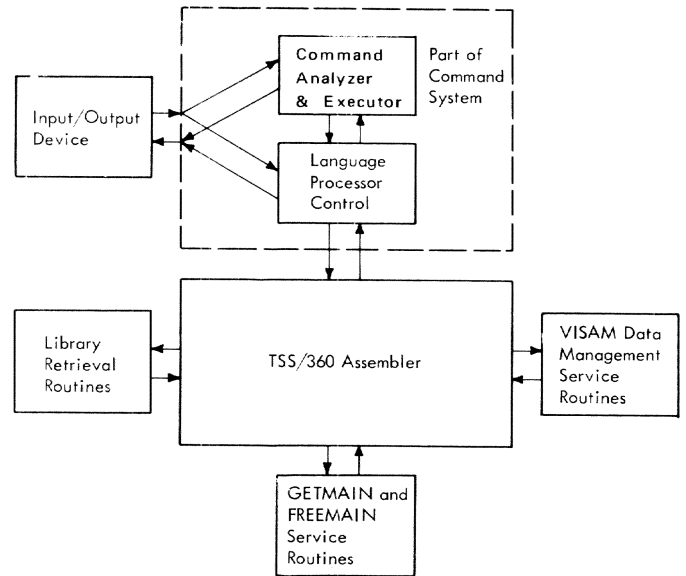 Command
Analyzer
& Executor
Part of
Command
System
Input/Output
Device
Language
Processor
Control
Library
Retrieval
Routines
TSS/360 Assembler
VISAM Data
Management
Service
Routines
GETMAIN and
FREEMAIN
Service
Routines